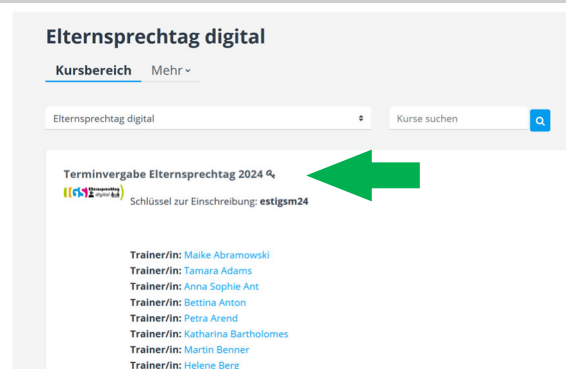 Elternsprechtag digital
Kursbereich Mehr
Elternsprechtag digital Kurse suchen
Terminvergabe Elternsprechtag 2024
Elternsprechtag
digital
Schlüssel zur Einschreibung: estigsm24
Trainer/in: Maike Abramowski
Trainer/in: Tamara Adams
Trainer/in: Anna Sophie Ant
Trainer/in: Bettina Anton
Trainer/in: Petra Arend
Trainer/in: Katharina Bartholomes
Trainer/in: Martin Benner
Trainer/in: Helene Berg